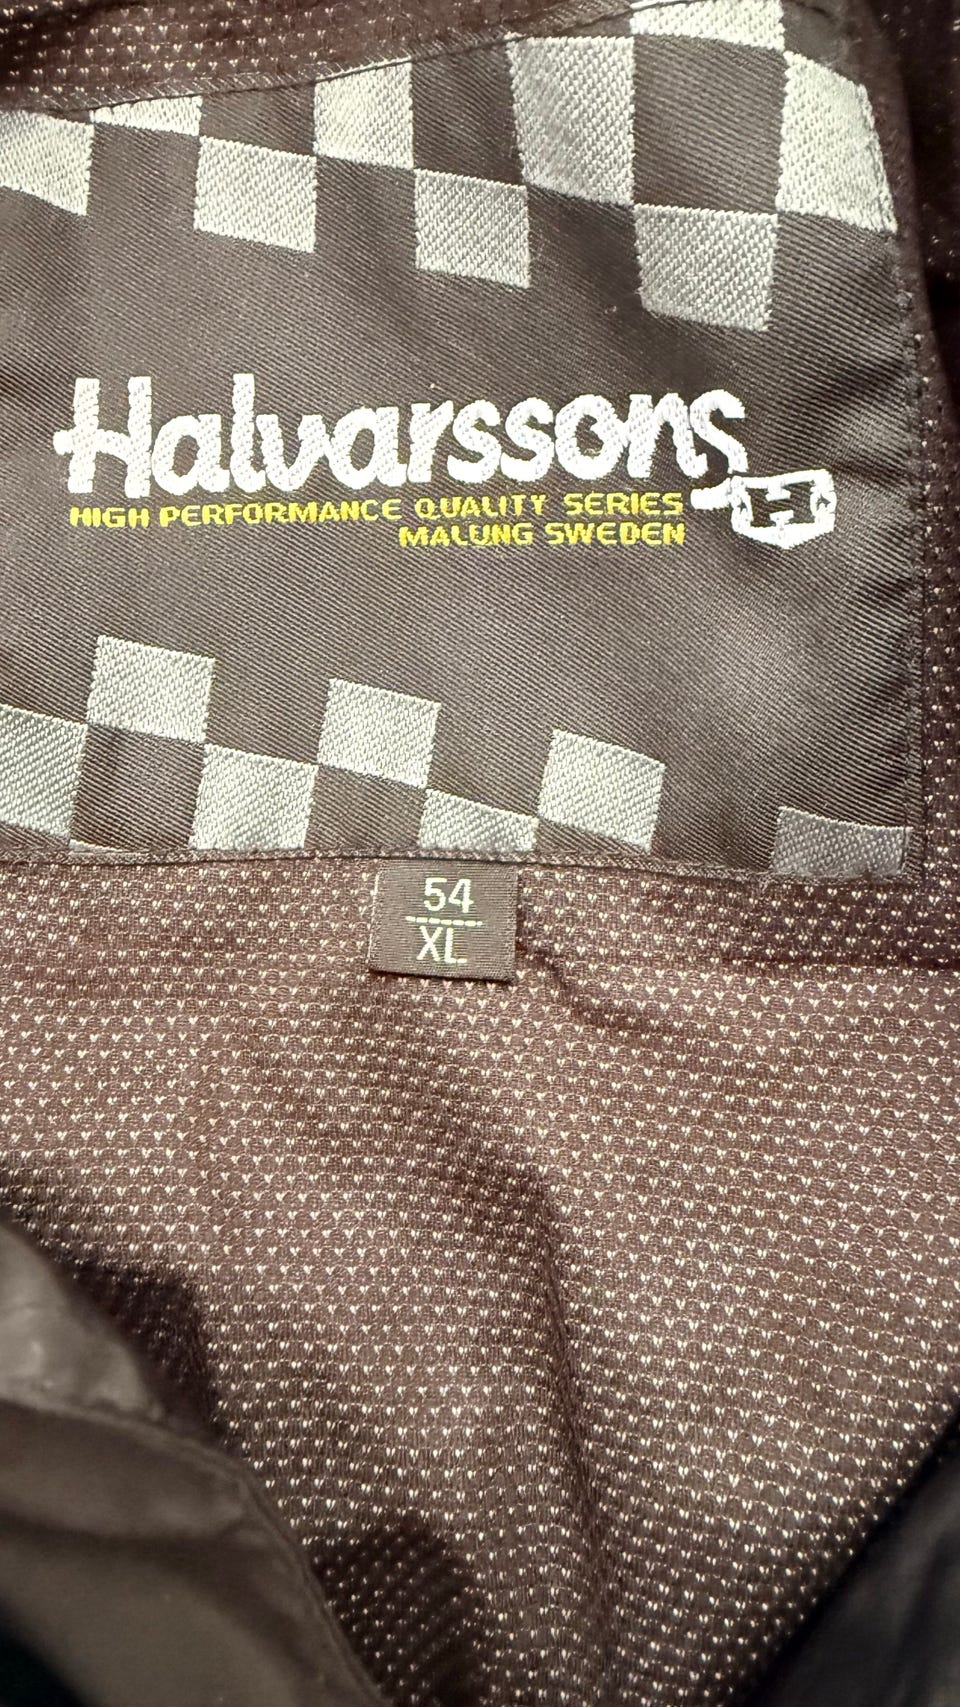 Halvarssons
HIGH PERFORMANCE QUALITY SERIES
MALUNG SWEDEN
54
XL